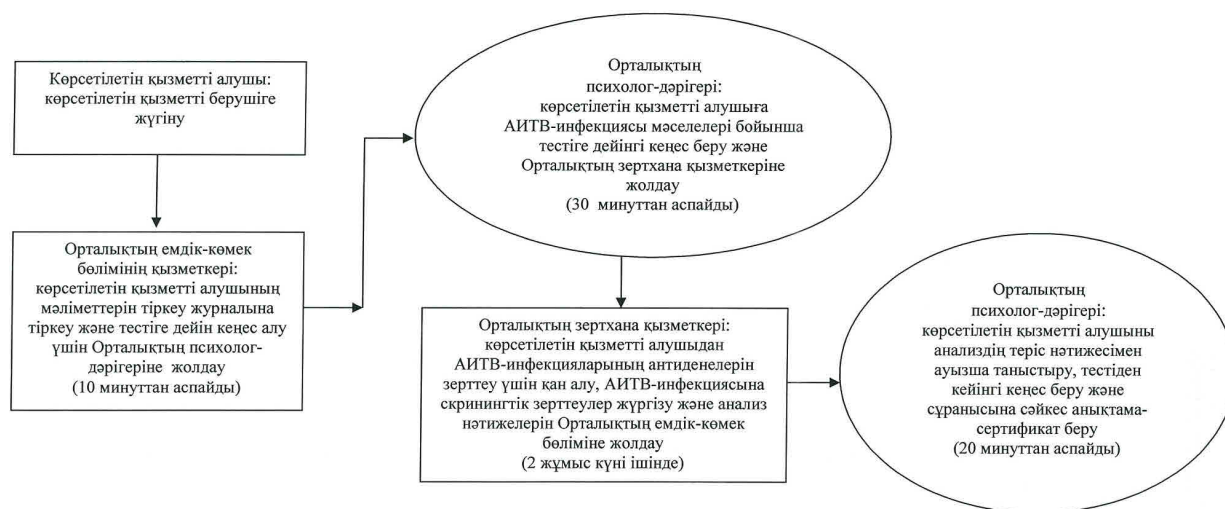 Көрсетілетін қызметті алушы:
көрсетілетін қызметті берушіге
жүгіну
Орталықтың емдік-көмек
бөлімінің қызметкері:
көрсетілетін қызметті алушының
мәліметтерін тіркеу журналына
тіркеу және тестіге дейін кеңес алу
үшін Орталықтың психолог-
дәрігеріне жолдау
(10 минуттан аспайды)
Орталықтың
психолог-дәрігері:
көрсетілетін қызметті алушыға
АИТВ-инфекциясы мәселелері бойынша
тестіге дейінгі кеңес беру және
Орталықтың зертхана қызметкеріне
жолдау
(30 минуттан аспайды)
Орталықтың зертхана қызметкері:
көрсетілетін қызметті алушыдан
АИТВ-инфекцияларының антиденелерін
зерттеу үшін қан алу, АИТВ-инфекциясына
скринингтік зерттеулер жүргізу және анализ
нәтижелерін Орталықтың емдік-көмек
бөліміне жолдау
(2 жұмыс күні ішінде)
Орталықтың
психолог-дәрігері:
көрсетілетін қызметті алушыны
анализдің теріс нәтижесімен
ауызша таныстыру, тестіден
кейінгі кеңес беру және
сұранысына сәйкес анықтама-
сертификат беру
(20 минуттан аспайды)